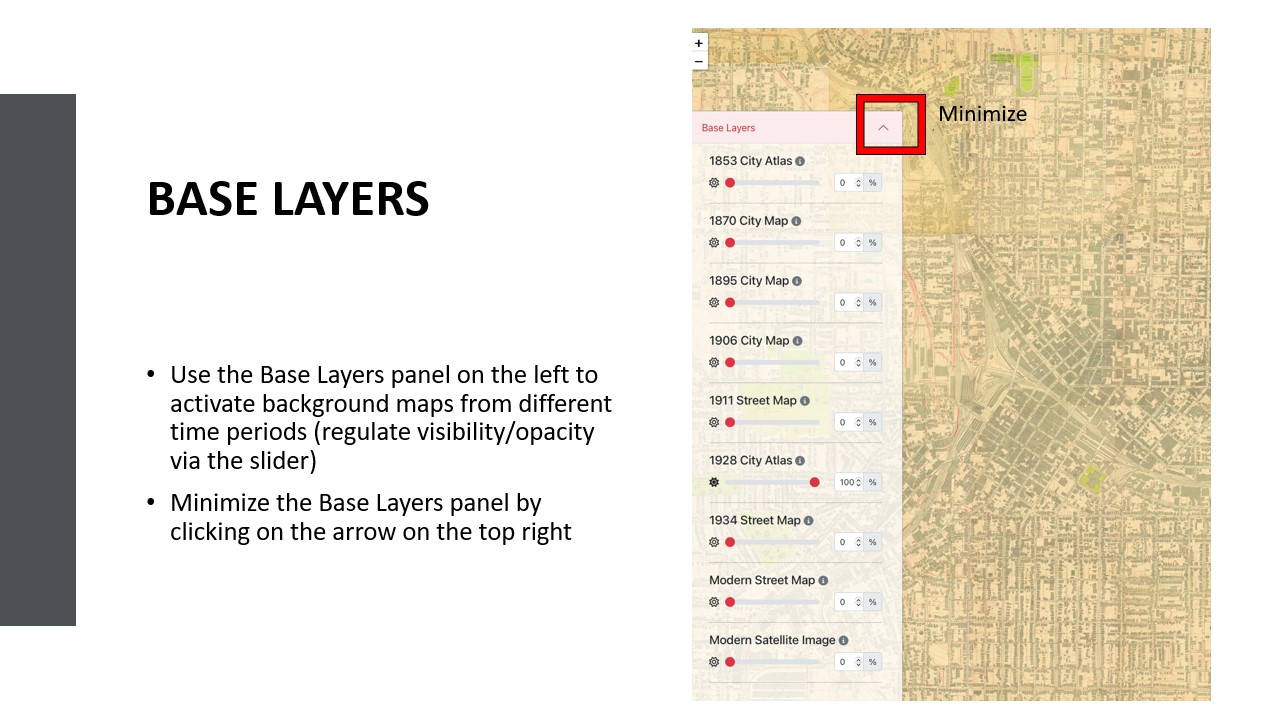 BASE LAYERS
• Use the Base Layers panel on the left to
activate background maps from different
time periods (regulate visibility/opacity
via the slider)
• Minimize the Base Layers panel by
clicking on the arrow on the top right
+
−
Minimize
Base Layers
1853 City Atlas
0 %
1870 City Map
0 %
1895 City Map
0 %
1906 City Map
0 %
1911 Street Map
0 %
1928 City Atlas
100 %
1934 Street Map
0 %
Modern Street Map
0 %
Modern Satellite Image
0 %